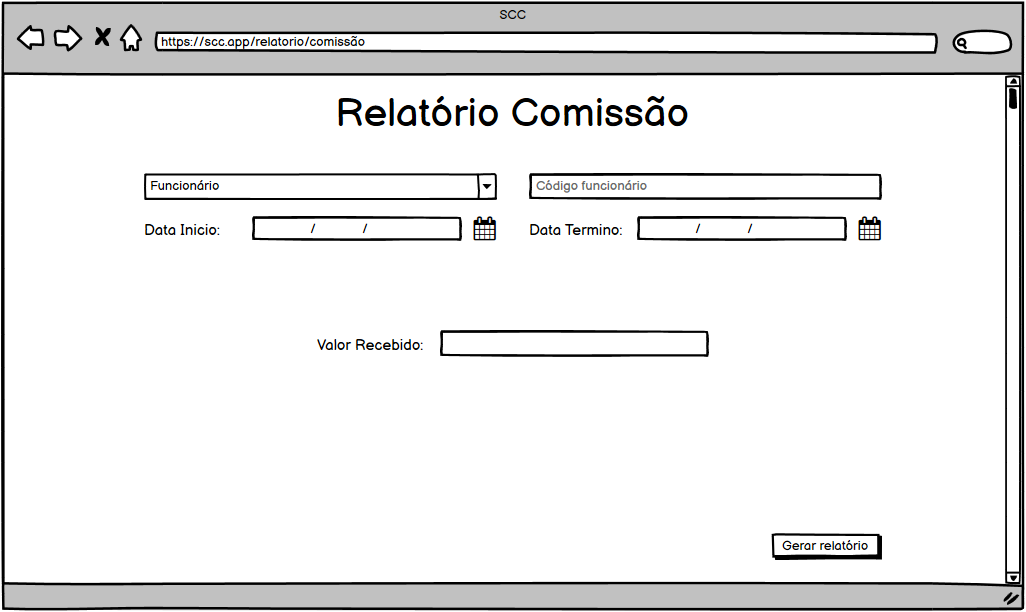 SCC
https://scc.app/relatorio/comissão
Relatório Comissão
Funcionário
Código funcionário
Data Inicio: / /
Data Termino: / /
Valor Recebido:
Gerar relatório